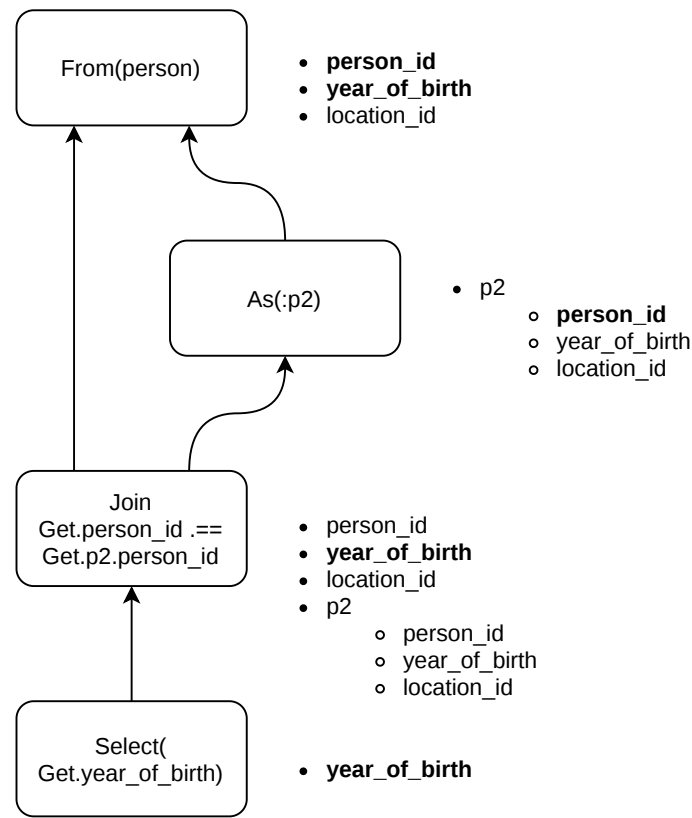 From(person)
• person_id
• year_of_birth
• location_id
As(:p2)
• p2
○ person_id
○ year_of_birth
○ location_id
Join
Get.person_id .==
Get.p2.person_id
• person_id
• year_of_birth
• location_id
• p2
○ person_id
○ year_of_birth
○ location_id
Select(
Get.year_of_birth)
• year_of_birth